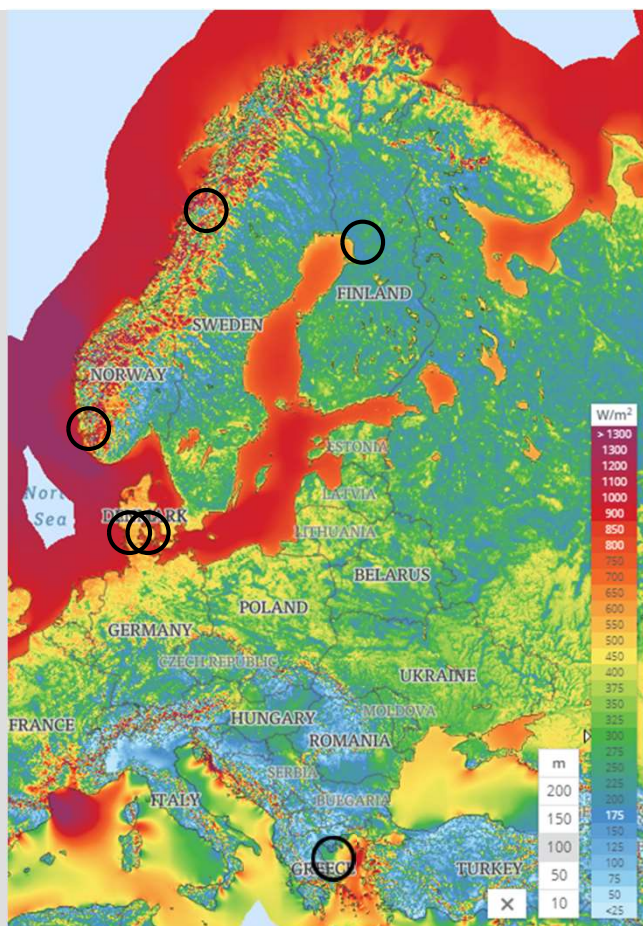 FINLAND
SWEDEN
NORWAY
W/m²
> 1300
1300
1200
1100
1000
900
850
800
750
700
650
600
550
500
450
400
375
350
325
300
275
250
225
200
175
150
125
100
75
50
<25
ESTONIA
Nort
Sea
LATVIA
DENMARK
LITHUANIA
BELARUS
POLAND
GERMANY
CZECH REPUBLIC
UKRAINE
FRANCE
HUNGARY
MOLDOVA
ROMANIA
SERBIA
ITALY
BULGARIA
GREECE
TURKEY
m
200
150
100
50
10
×